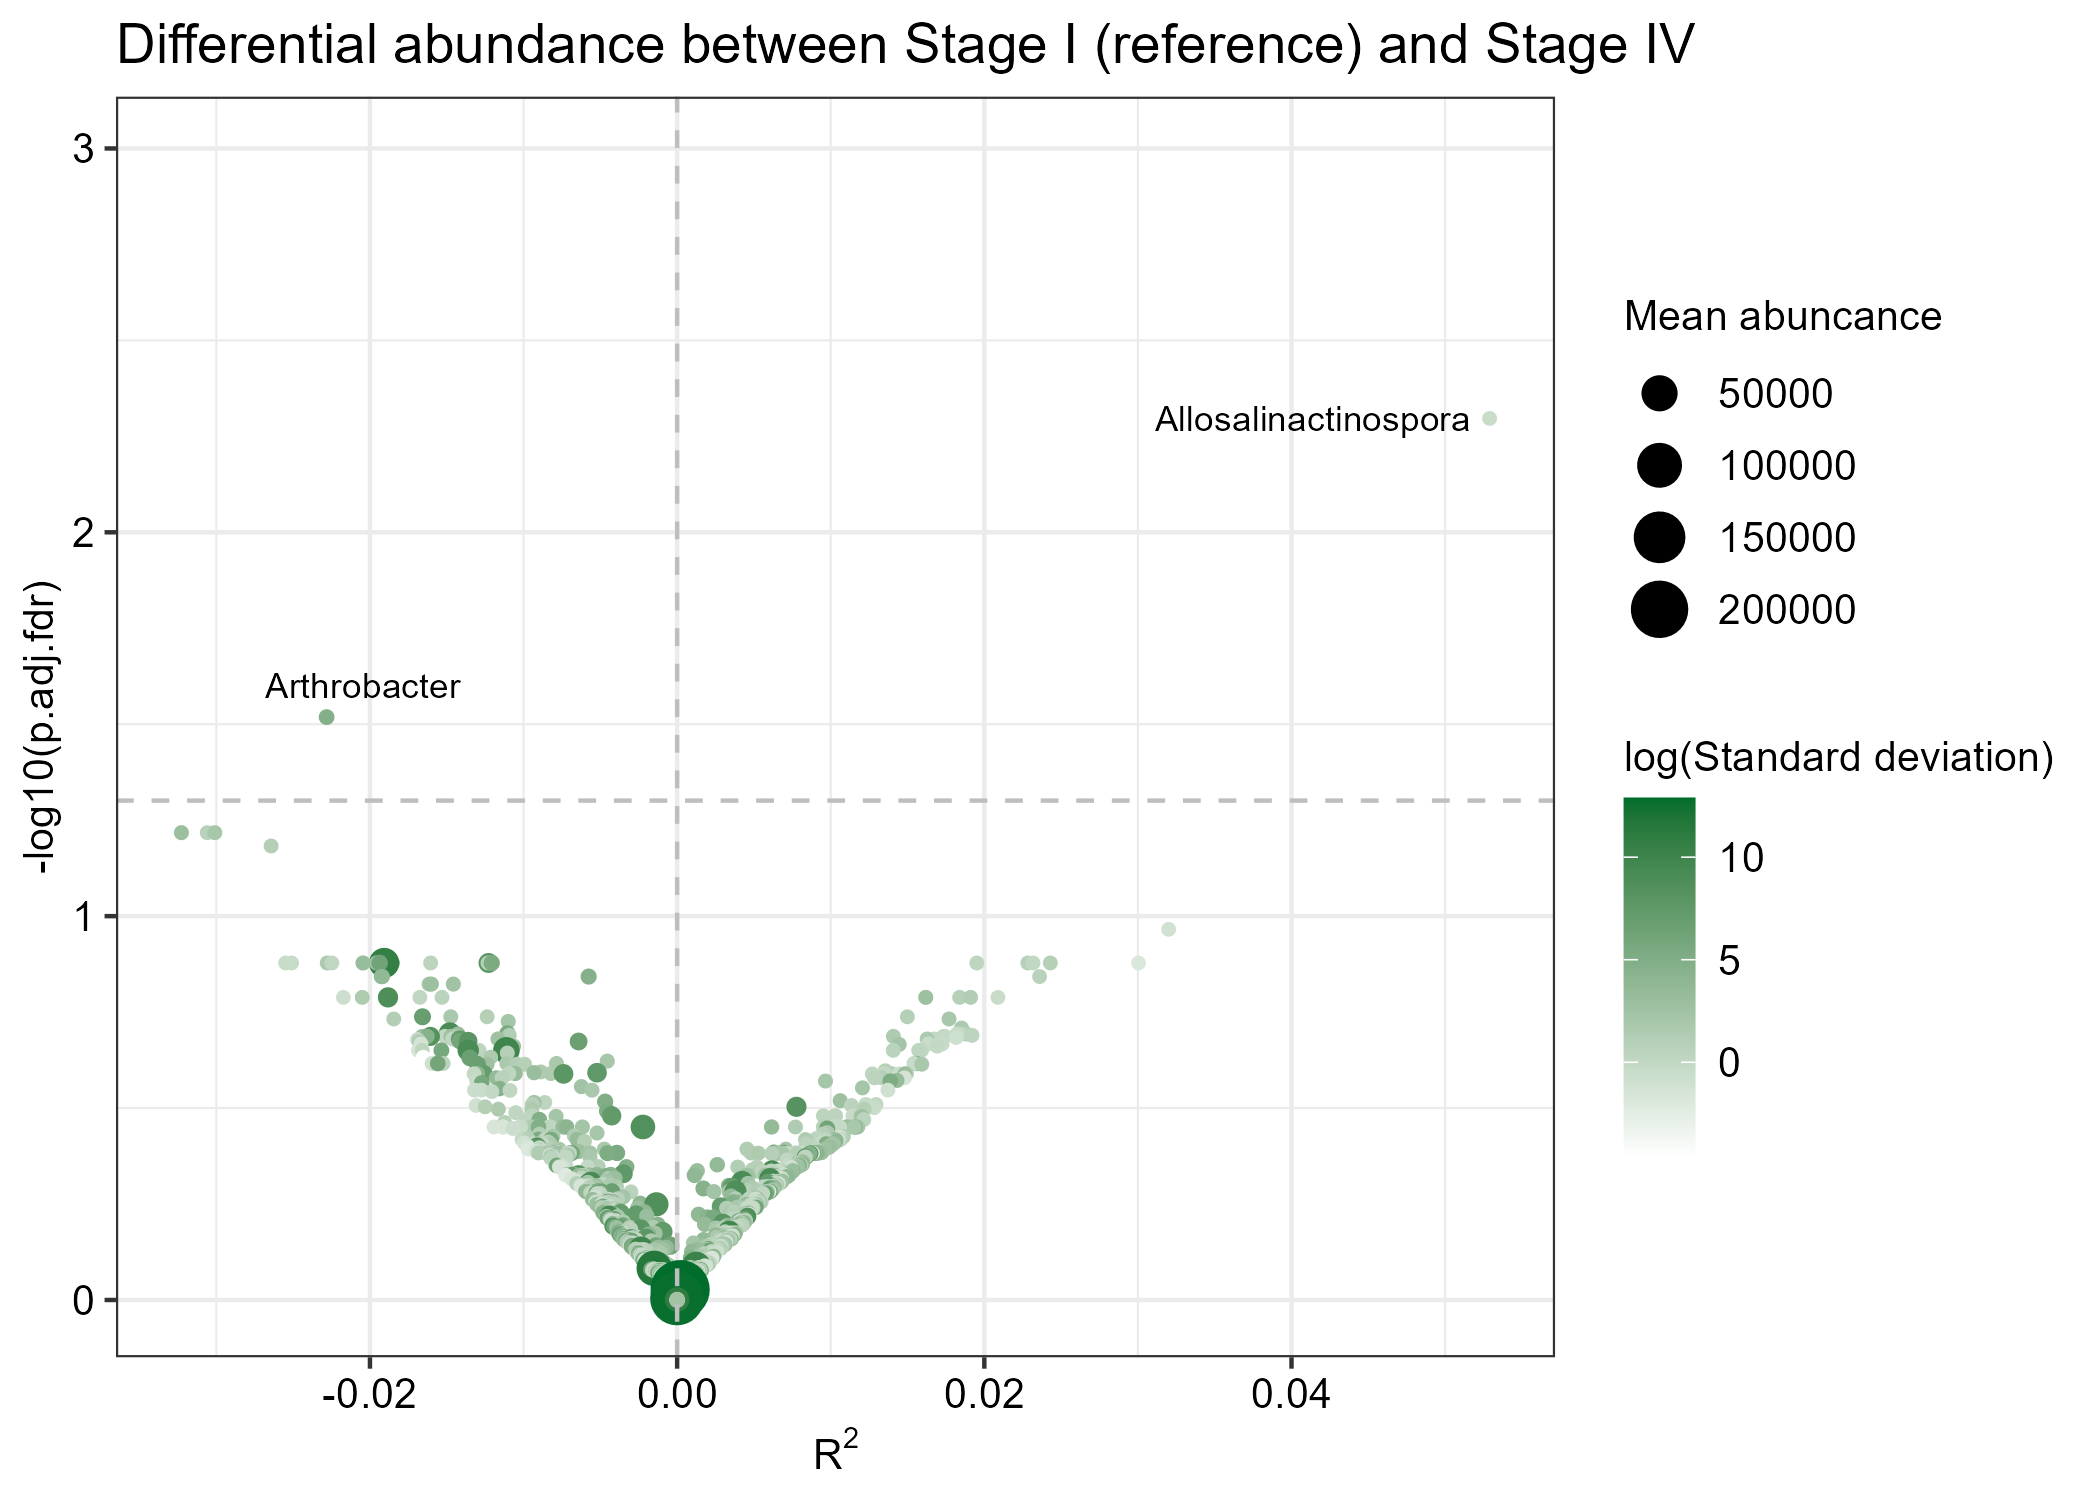 Differential abundance between Stage I (reference) and Stage IV
3
2
1
0
-log10(p.adj.fdr)
Allosalinactinospora
Arthrobacter
-0.02 0.00 0.02 0.04
R²
Mean abuncance
50000
100000
150000
200000
log(Standard deviation)
10
5
0